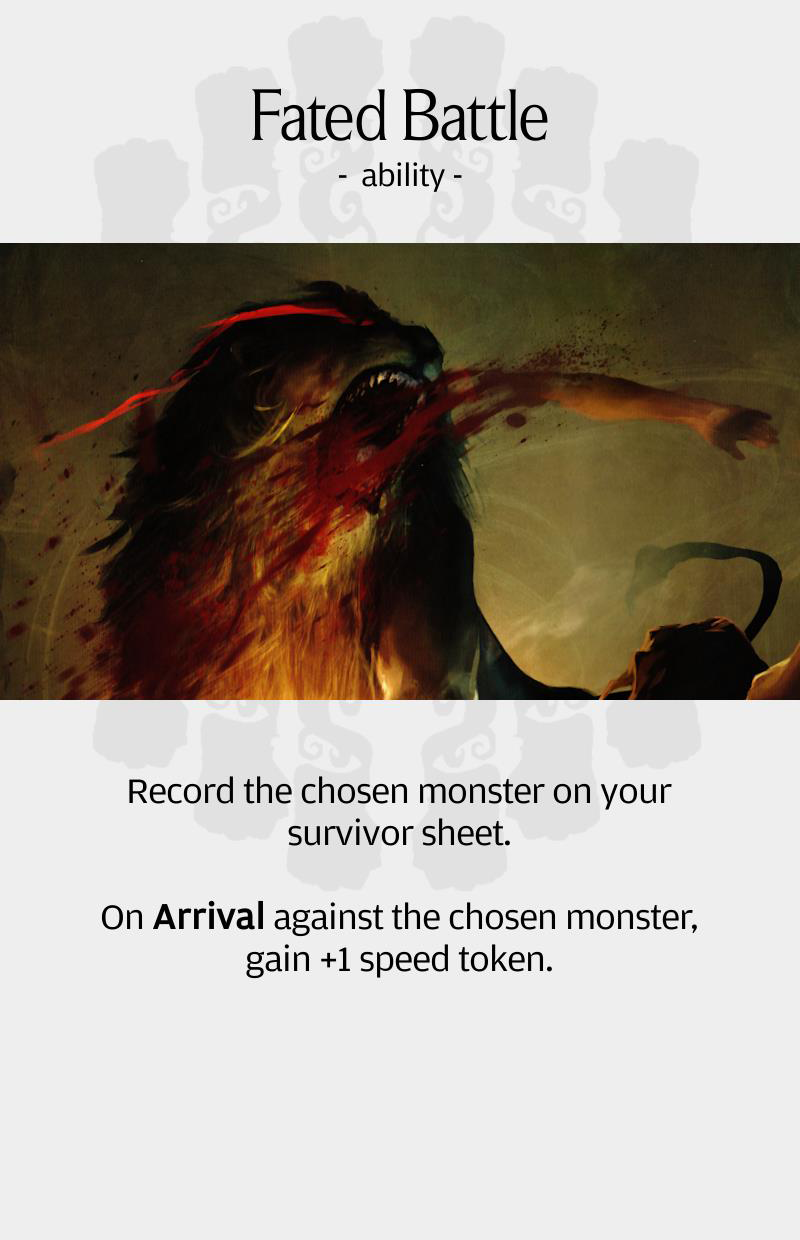 Fated Battle
- ability -
Record the chosen monster on your
survivor sheet.
On Arrival against the chosen monster,
gain +1 speed token.